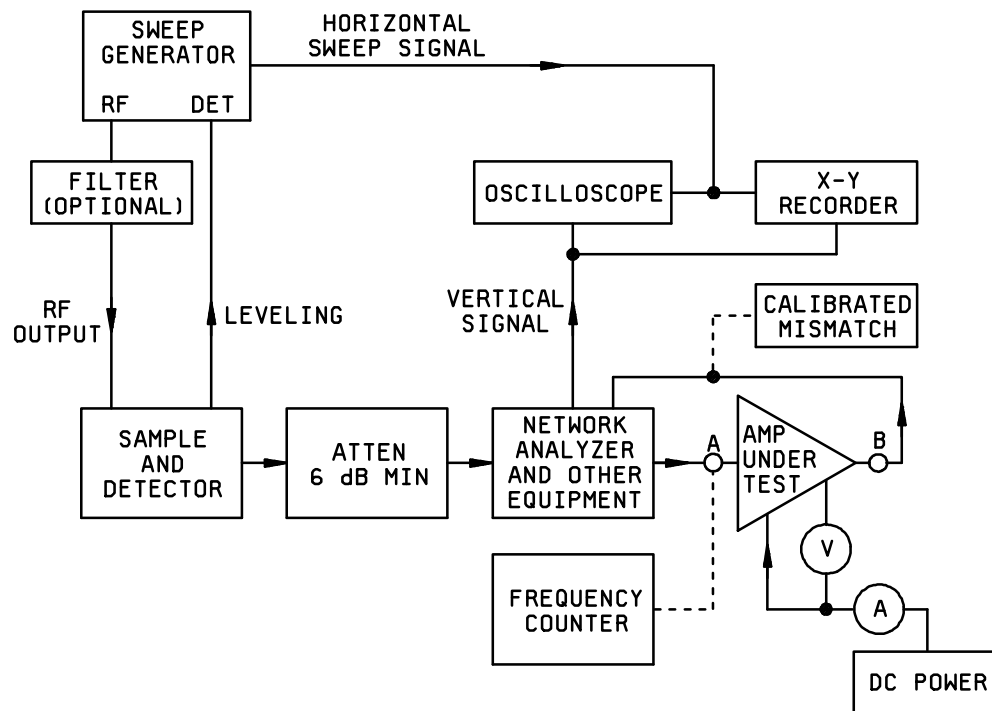 SWEEP
GENERATOR
RF DET
HORIZONTAL
SWEEP SIGNAL
FILTER
(OPTIONAL)
OSCILLOSCOPE
X-Y
RECORDER
RF
OUTPUT
LEVELING
VERTICAL
SIGNAL
CALIBRATED
MISMATCH
SAMPLE
AND
DETECTOR
ATTEN
6 dB MIN
NETWORK
ANALYZER
AND OTHER
EQUIPMENT
A
AMP
UNDER
TEST
B
V
A
FREQUENCY
COUNTER
DC POWER